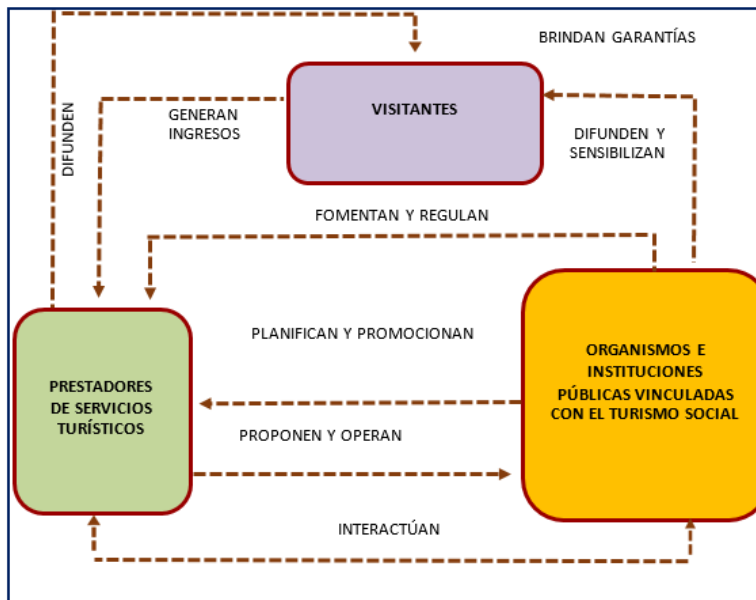 BRINDAN GARANTÍAS
DIFUNDEN
GENERAN
INGRESOS
VISITANTES
DIFUNDEN Y
SENSIBILIZAN
FOMENTAN Y REGULAN
PLANIFICAN Y PROMOCIONAN
PRESTADORES
DE SERVICIOS
TURÍSTICOS
ORGANISMOS E
INSTITUCIONES
PÚBLICAS VINCULADAS
CON EL TURISMO SOCIAL
PROPONEN Y OPERAN
INTERACTÚAN